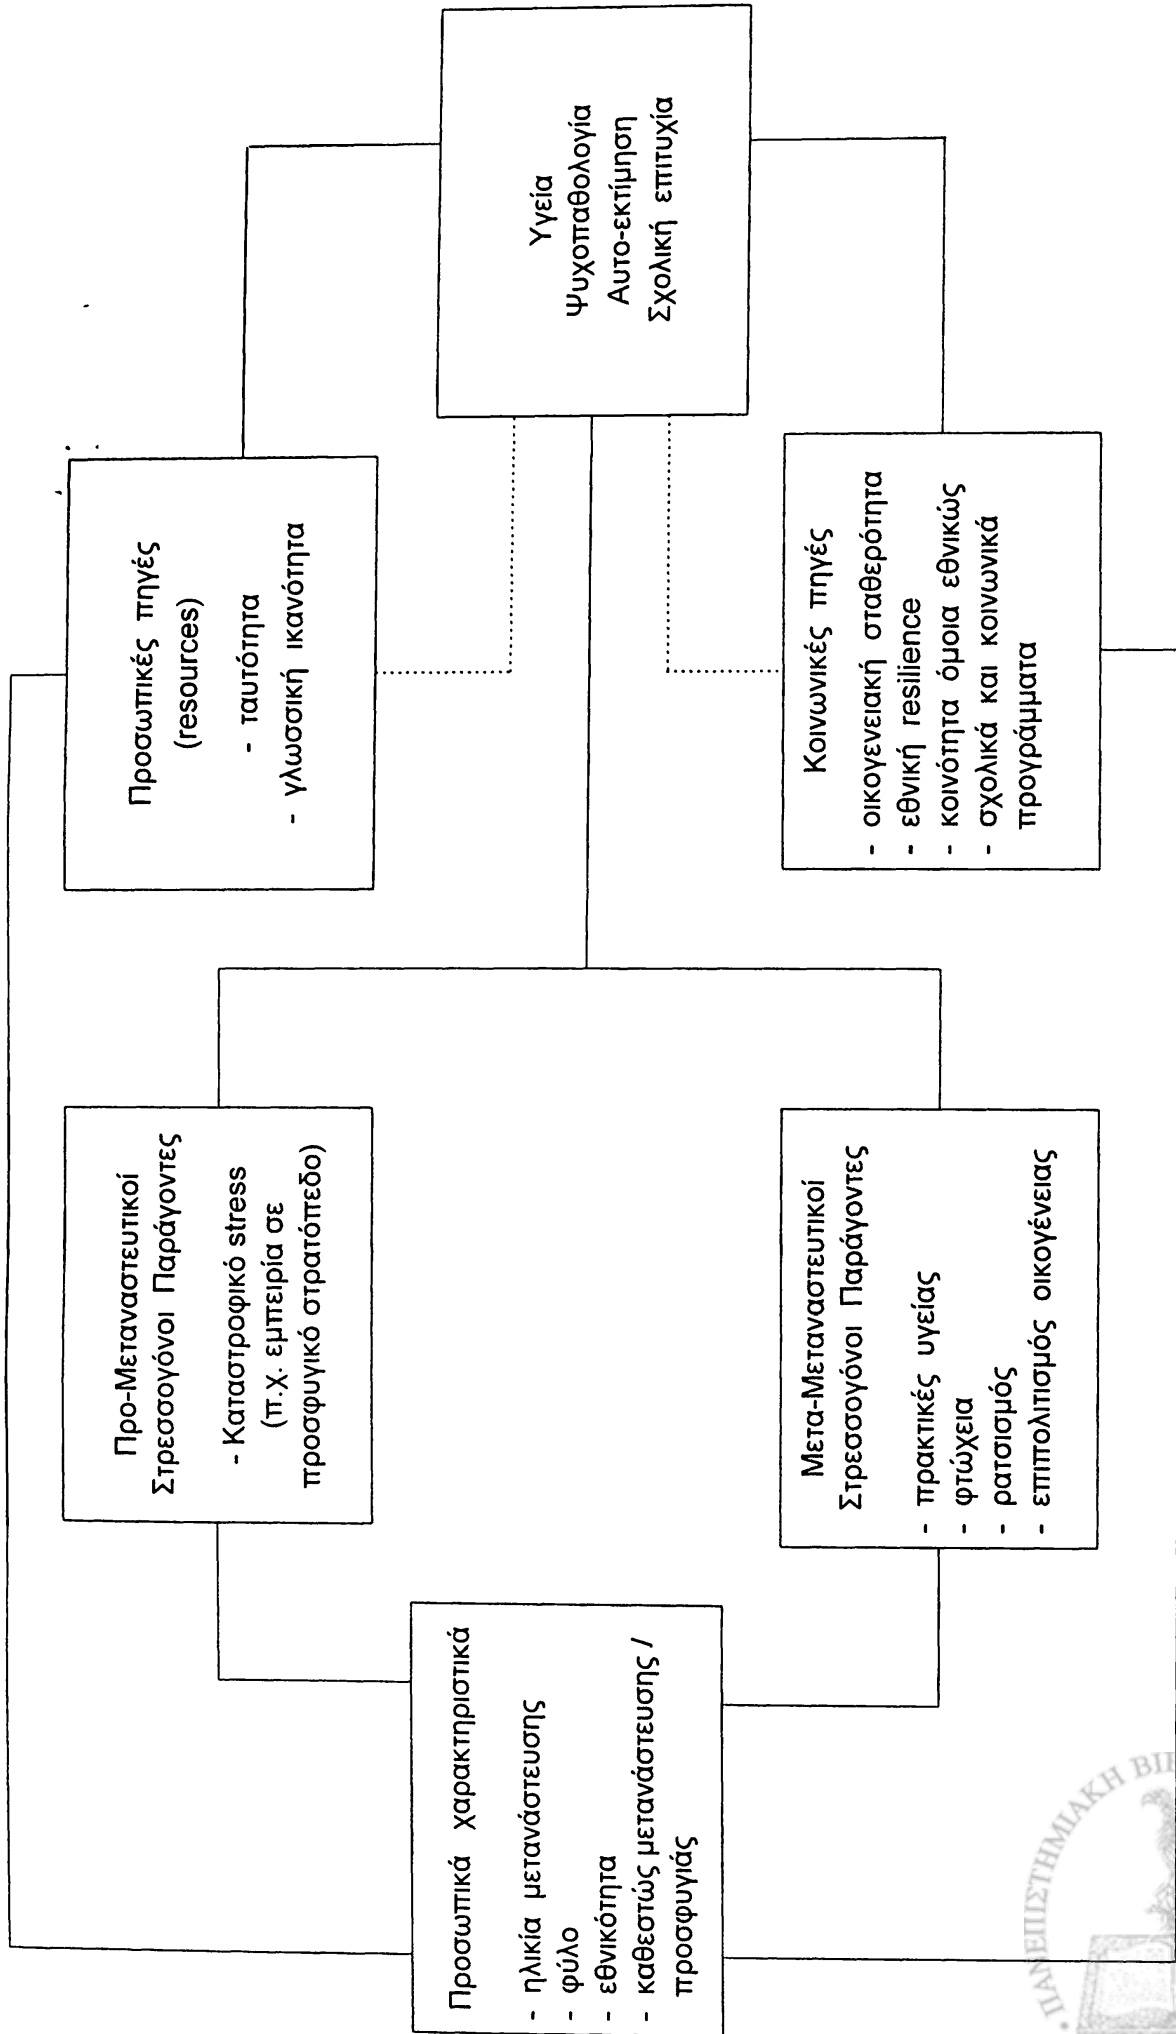 Προσωπικά χαρακτηριστικά
- ηλικία μετανάστευσης
- φύλο
- εθνικότητα
- καθεστώς μετανάστευσης /
προσφυγιάς
Προ-Μεταναστευτικοί
Στρεσσογόνοι Παράγοντες
- Καταστροφικό stress
(π.χ. εμπειρία σε
προσφυγικό στρατόπεδο)
Μετα-Μεταναστευτικοί
Στρεσσογόνοι Παράγοντες
- πρακτικές υγείας
- φτώχεια
- ρατσισμός
- επιπολιτισμός οικογένειας
Προσωπικές πηγές
(resources)
- ταυτότητα
- γλωσσική ικανότητα
Κοινωνικές πηγές
- οικογενειακή σταθερότητα
- εθνική resilience
- κοινότητα όμοια εθνικώς
- σχολικά και κοινωνικά
προγράμματα
Υγεία
Ψυχοπαθολογία
Αυτο-εκτίμηση
Σχολική επιτυχία
ΠΑΝΕΠΙΣΤΗΜΙΑΚΗ